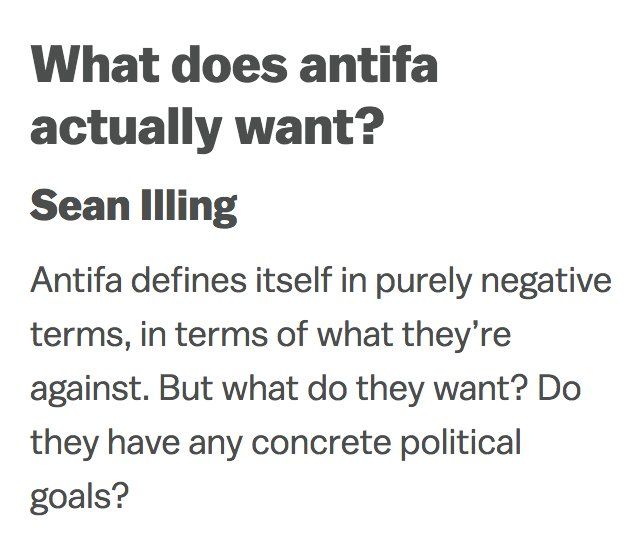 What does antifa
actually want?
Sean Illing
Antifa defines itself in purely negative
terms, in terms of what they’re
against. But what do they want? Do
they have any concrete political
goals?